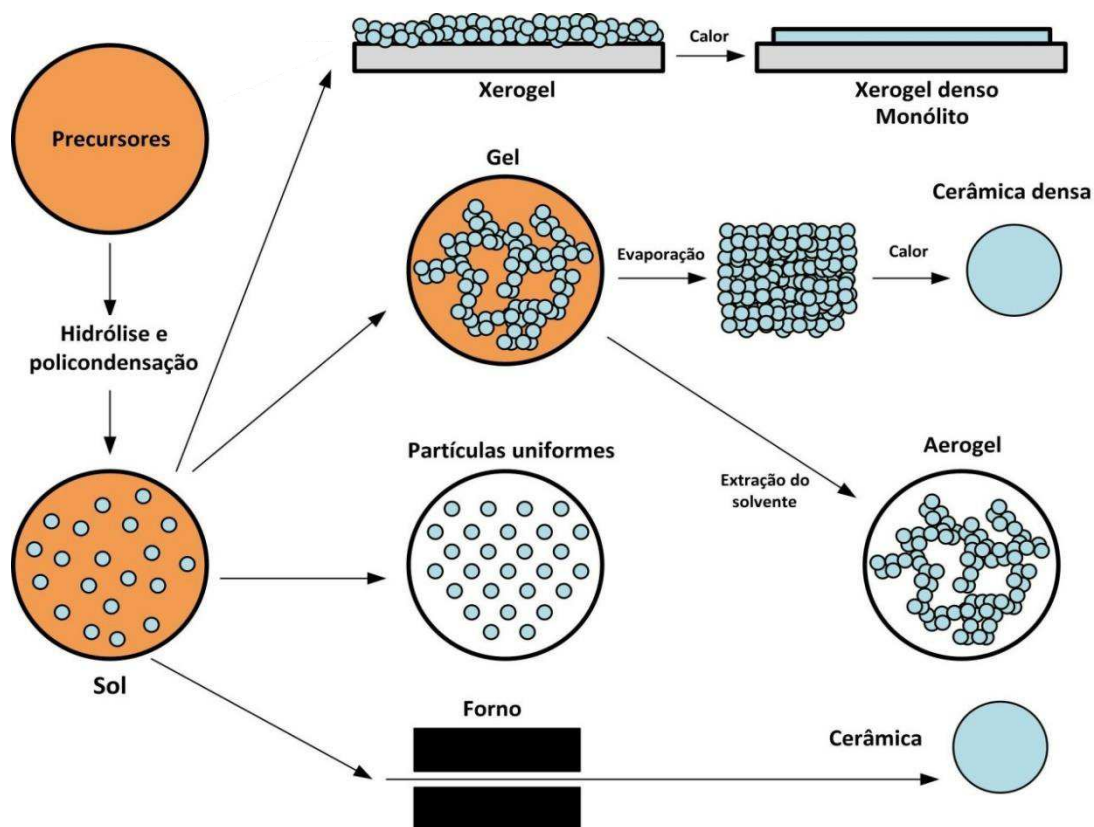 Precursores
Xerogel
Calor
Xerogel denso
Monólito
Hidrólise e
policondensação
Gel
Evaporação
Calor
Cerâmica densa
Sol
Partículas uniformes
Extração do
solvente
Aerogel
Forno
Cerâmica